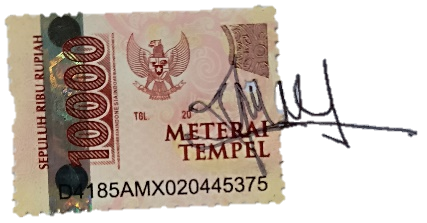 SEPULUH RIBU RUPIAH
10000
TGL. 20
METERAI
TEMPEL
D4185AMX020445375